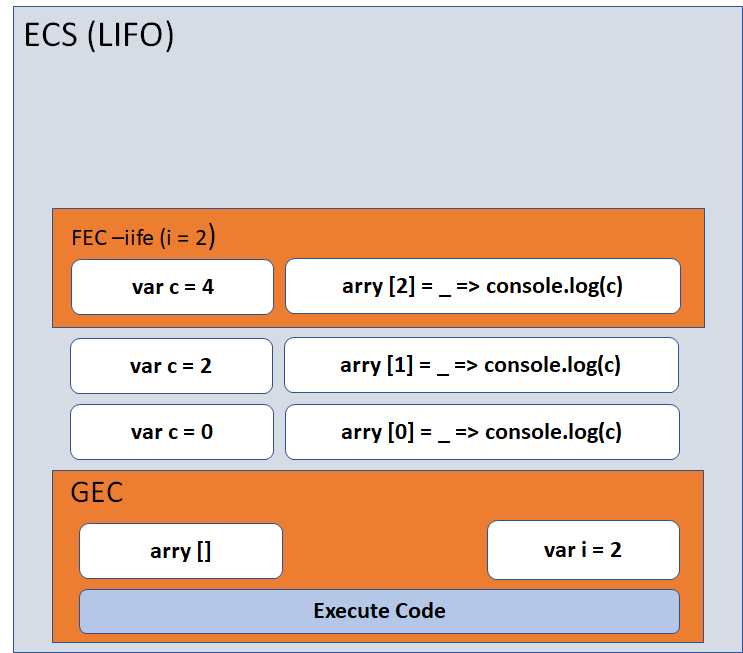 ECS (LIFO)
FEC –iife (i = 2)
var c = 4
arry [2] = _ => console.log(c)
var c = 2
arry [1] = _ => console.log(c)
var c = 0
arry [0] = _ => console.log(c)
GEC
arry []
var i = 2
Execute Code